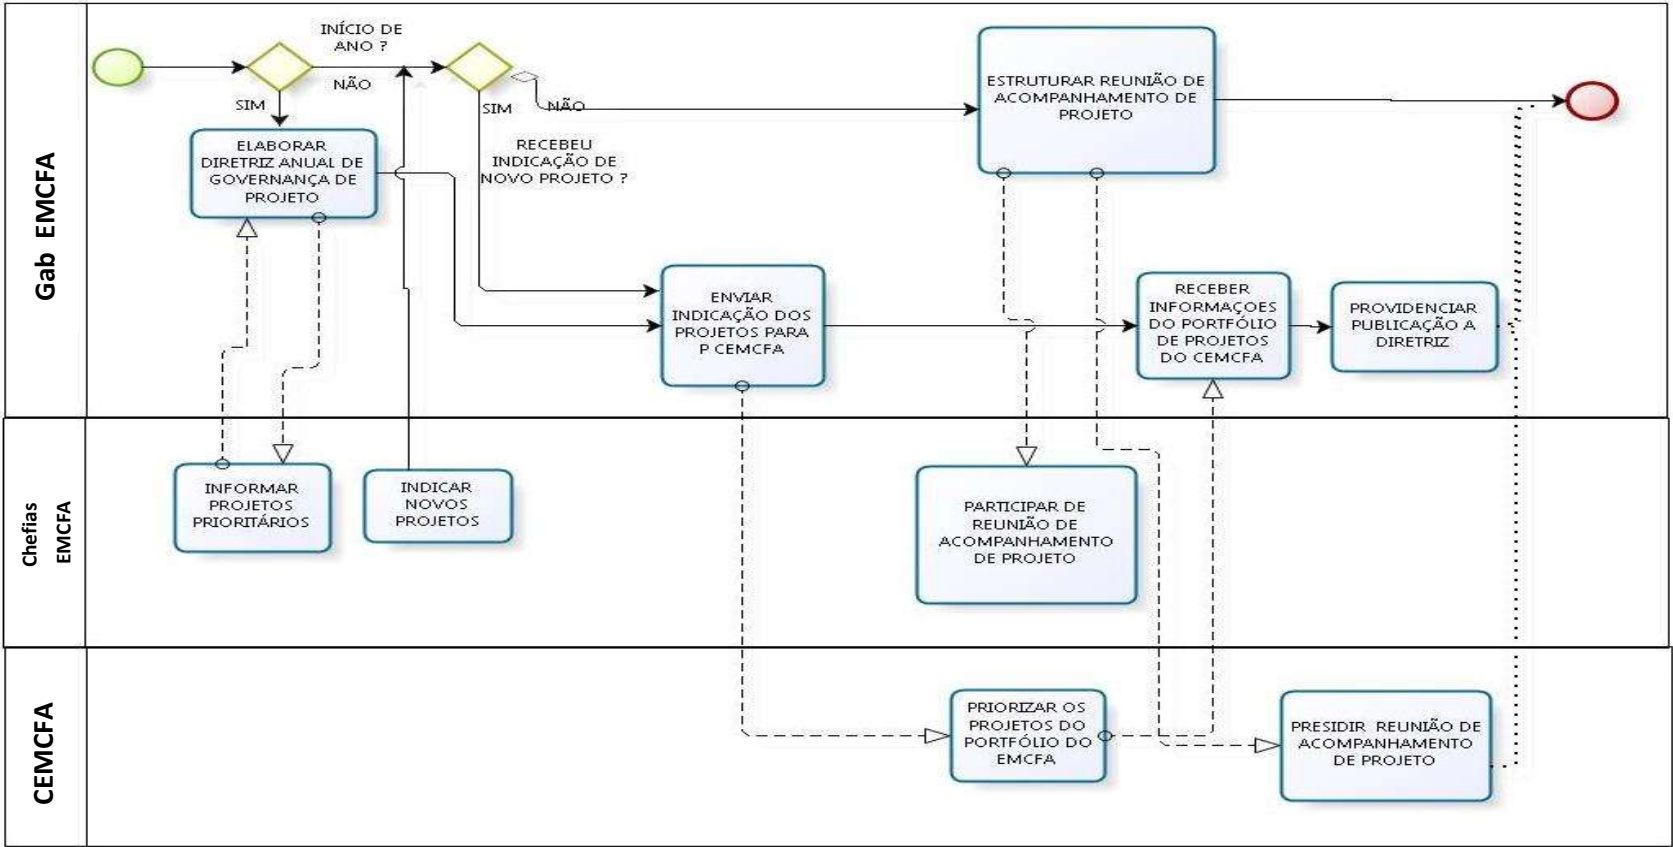 Gab EMCFA
INÍCIO DE
ANO ?
NÃO
SIM
ELABORAR
DIRETRIZ ANUAL DE
GOVERNANÇA DE
PROJETO
SIM
NÃO
RECEBEU
INDICAÇÃO DE
NOVO PROJETO ?
ESTRUTURAR REUNIÃO DE
ACOMPANHAMENTO DE
PROJETO
ENVIAR
INDICAÇÃO DOS
PROJETOS PARA
P CEMCFA
RECEBER
INFORMAÇOES
DO PORTFÓLIO
DE PROJETOS
DO CEMCFA
PROVIDENCIAR
PUBLICAÇÃO A
DIRETRIZ
Chefias
EMCFA
INFORMAR
PROJETOS
PRIORITÁRIOS
INDICAR
NOVOS
PROJETOS
PARTICIPAR DE
REUNIÃO DE
ACOMPANHAMENTO
DE PROJETO
CEMCFA
PRIORIZAR OS
PROJETOS DO
PORTFÓLIO DO
EMCFA
PRESIDIR REUNIÃO DE
ACOMPANHAMENTO
DE PROJETO